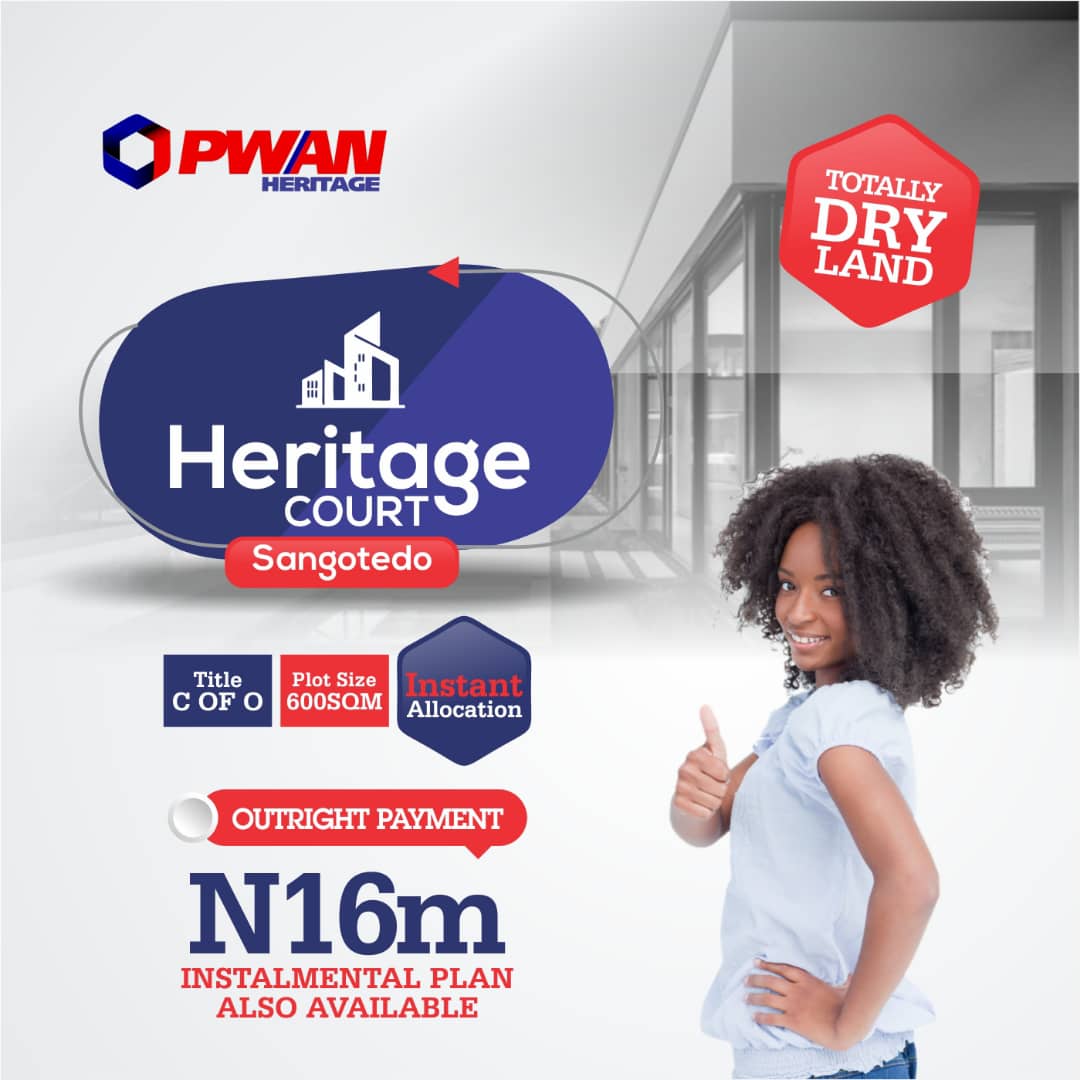 PWAN
HERITAGE
TOTALLY
DRY
LAND
Heritage
COURT
Sangotedo
Title
C OF O
Plot Size
600SQM
Instant
Allocation
OUTRIGHT PAYMENT
N16m
INSTALMENTAL PLAN
ALSO AVAILABLE